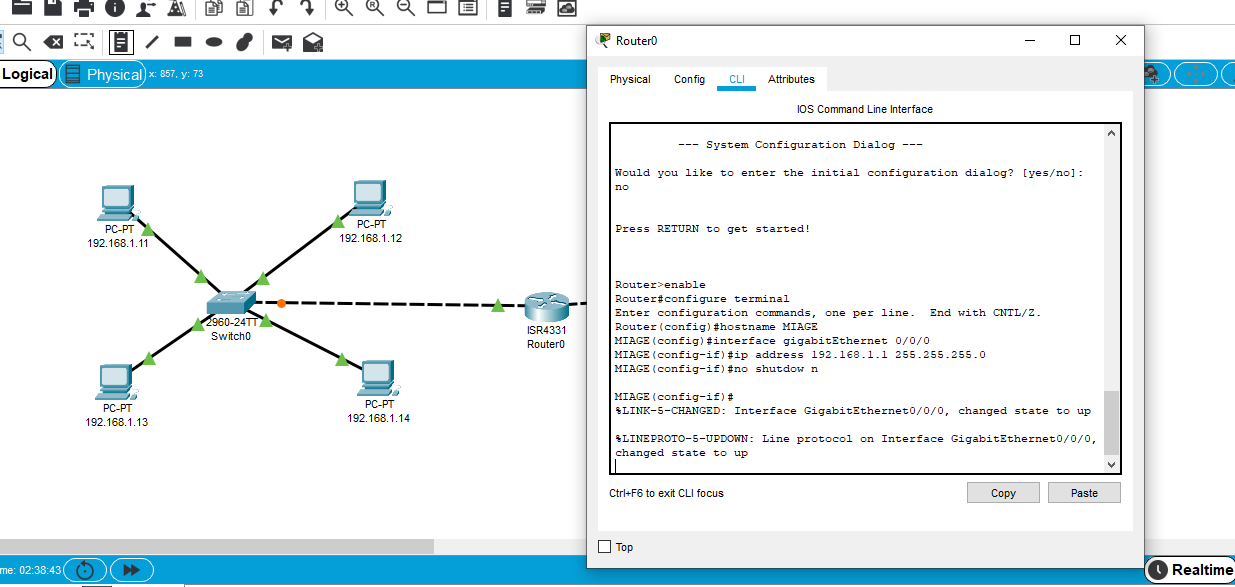 Router0
Logical
Physical
x: 857, y: 73
Physical Config CLI Attributes
IOS Command Line Interface
--- System Configuration Dialog ---
Would you like to enter the initial configuration dialog? [yes/no]:
no
Press RETURN to get started!
Router>enable
Router#configure terminal
Enter configuration commands, one per line.  End with CNTL/Z.
Router(config)#hostname MIAGE
MIAGE(config)#interface gigabitEthernet 0/0/0
MIAGE(config-if)#ip address 192.168.1.1 255.255.255.0
MIAGE(config-if)#no shutdow n
MIAGE(config-if)#
%LINK-5-CHANGED: Interface GigabitEthernet0/0/0, changed state to up
%LINEPROTO-5-UPDOWN: Line protocol on Interface GigabitEthernet0/0/0,
changed state to up
Ctrl+F6 to exit CLI focus
Copy
Paste
Top
PC-PT
192.168.1.11
PC-PT
192.168.1.12
2960-24TT
Switch0
ISR4331
Router0
PC-PT
192.168.1.13
PC-PT
192.168.1.14
me: 02:38:43
Realtime